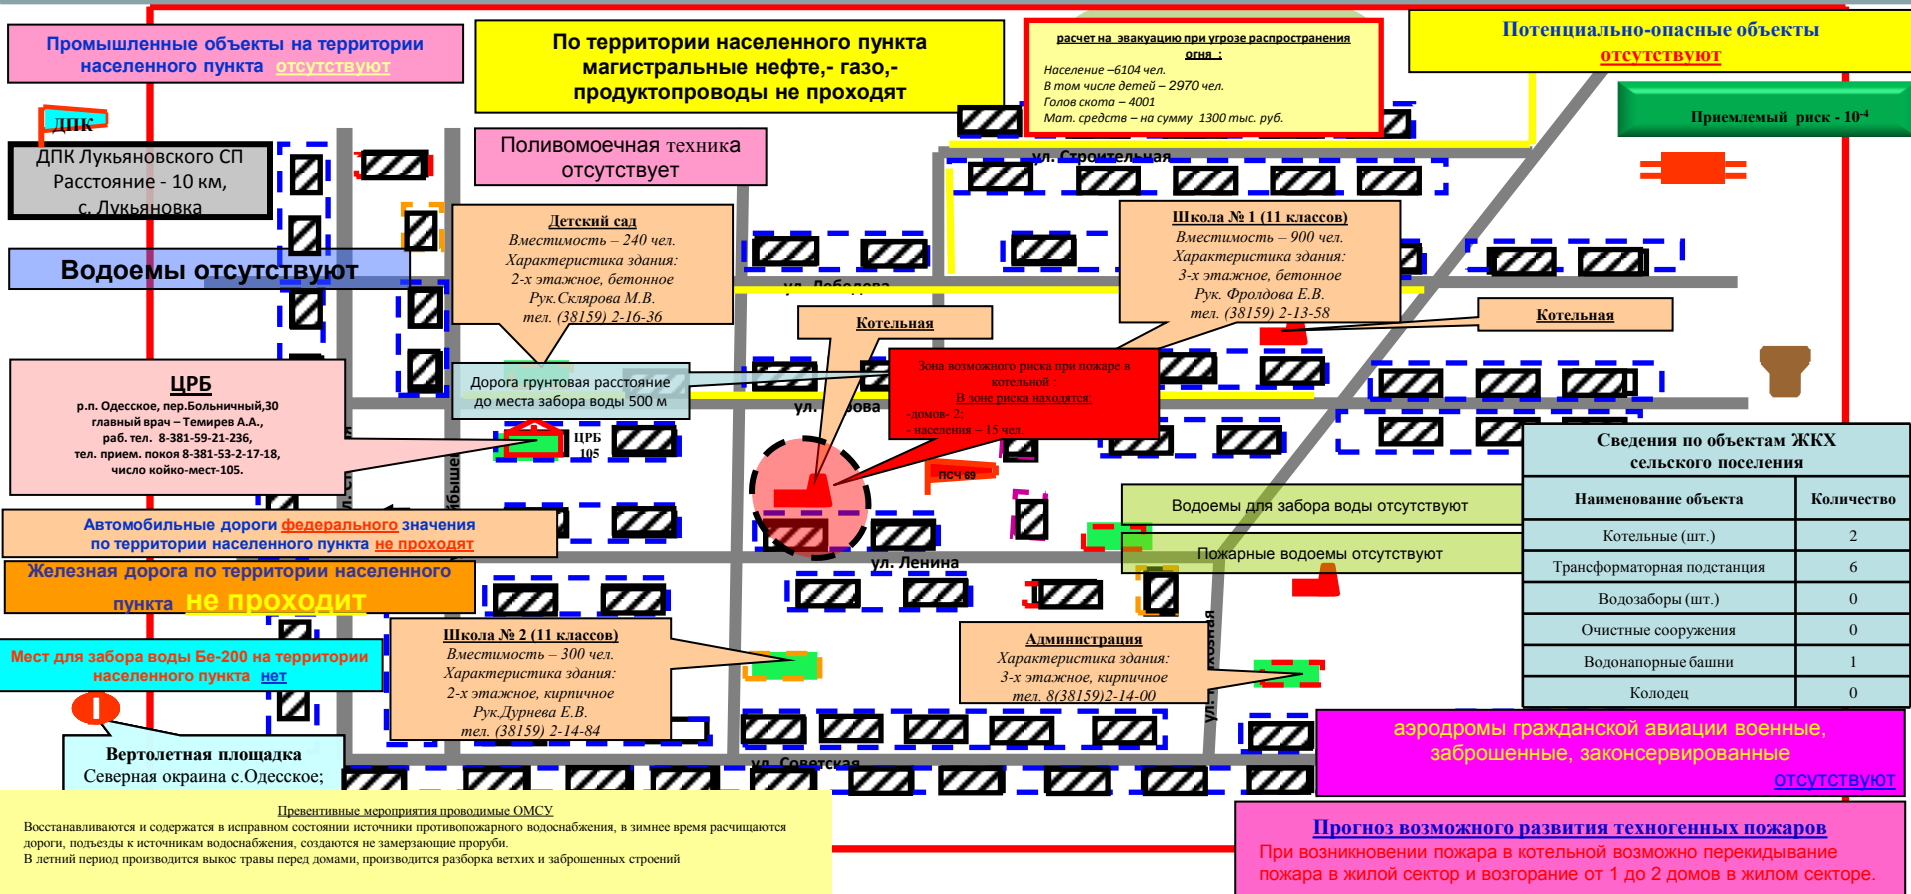 Промышленные объекты на территории
населенного пункта отсутствуют
По территории населенного пункта
магистральные нефте,- газо,-
продуктопроводы не проходят
расчет на эвакуацию при угрозе распространения
огня :
Население –6104 чел.
В том числе детей – 2970 чел.
Голов скота – 4001
Мат. средств – на сумму 1300 тыс. руб.
Потенциально-опасные объекты
отсутствуют
Приемлемый риск - 10-4
ДПК
ДПК Лукьяновского СП
Расстояние - 10 км,
с. Лукьяновка
Поливомоечная техника
отсутствует
ул. Строительная
Водоемы отсутствуют
Детский сад
Вместимость – 240 чел.
Характеристика здания:
2-х этажное, бетонное
Рук.Склярова М.В.
тел. (38159) 2-16-36
Школа № 1 (11 классов)
Вместимость – 900 чел.
Характеристика здания:
3-х этажное, бетонное
Рук. Фролдова Е.В.
тел. (38159) 2-13-58
Котельная
Котельная
ЦРБ
р.п. Одесское, пер.Больничный,30
главный врач – Темирев А.А.,
раб. тел. 8-381-59-21-236,
тел. прием. покоя 8-381-53-2-17-18,
число койко-мест-105.
Дорога грунтовая расстояние
до места забора воды 500 м
Зона возможного риска при пожаре в
котельной :
В зоне риска находятся:
-домов- 2;
- населения – 15 чел.
ул.
ЦРБ
105
ПСЧ 69
Водоемы для забора воды отсутствуют
Пожарные водоемы отсутствуют
Сведения по объектам ЖКХ
сельского поселения
Наименование объекта Количество
Котельные (шт.) 2
Трансформаторная подстанция 6
Водозаборы (шт.) 0
Очистные сооружения 0
Водонапорные башни 1
Колодец 0
Автомобильные дороги федерального значения
по территории населенного пункта не проходят
ул. Ленина
Железная дорога по территории населенного
пункта не проходит
Школа № 2 (11 классов)
Вместимость – 300 чел.
Характеристика здания:
2-х этажное, кирпичное
Рук.Дурнева Е.В.
тел. (38159) 2-14-84
Администрация
Характеристика здания:
3-х этажное, кирпичное
тел. 8(38159)2-14-00
Мест для забора воды Бе-200 на территории
населенного пункта нет
Вертолетная площадка
Северная окраина с.Одесское;
ул. Советская
аэродромы гражданской авиации военные,
заброшенные, законсервированные
отсутствуют
Превентивные мероприятия проводимые ОМСУ
Восстанавливаются и содержатся в исправном состоянии источники противопожарного водоснабжения, в зимнее время расчищаются
дороги, подъезды к источникам водоснабжения, создаются не замерзающие проруби.
В летний период производится выкос травы перед домами, производится разборка ветхих и заброшенных строений
Прогноз возможного развития техногенных пожаров
При возникновении пожара в котельной возможно перекидывание
пожара в жилой сектор и возгорание от 1 до 2 домов в жилом секторе.